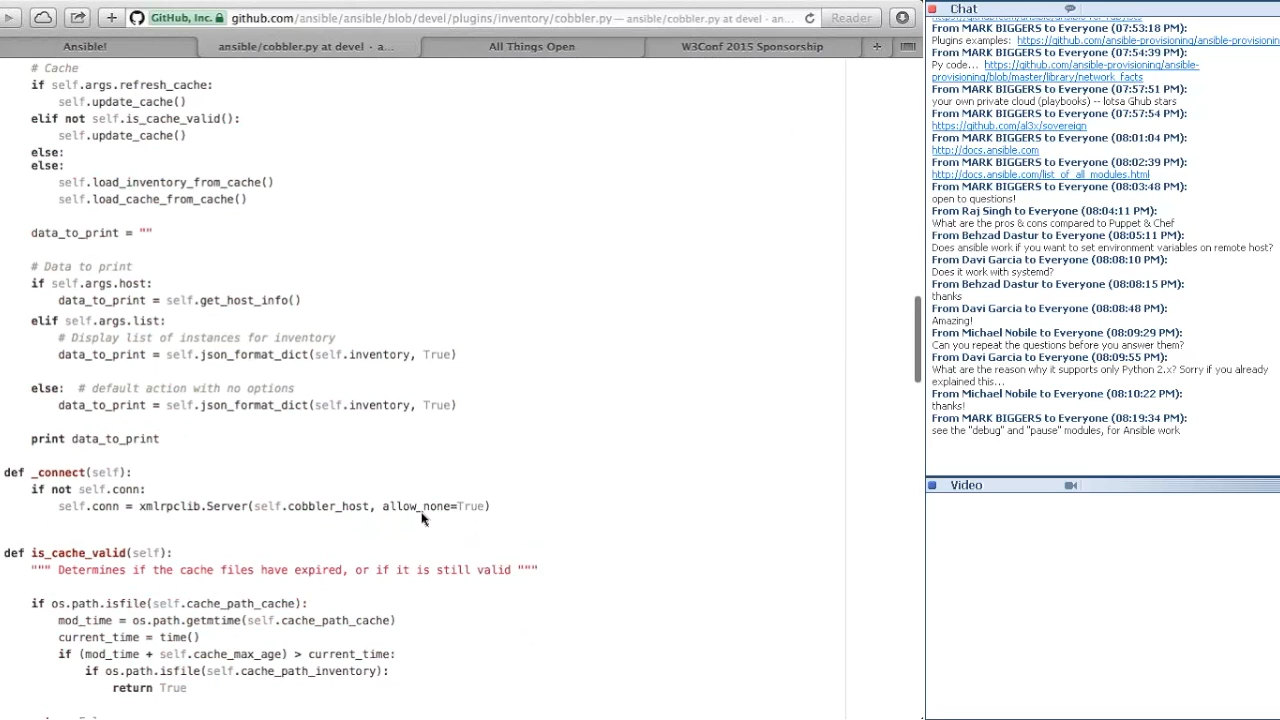 GitHub, Inc.
github.com/ansible/ansible/blob/devel/plugins/inventory/cobbler.py — ansible/cobbler.py at devel · ansible/ansible
Reader
Ansible!
ansible/cobbler.py at devel · a...
All Things Open
W3Conf 2015 Sponsorship
# Cache
if self.args.refresh_cache:
self.update_cache()
elif not self.is_cache_valid():
self.update_cache()
else:
else:
self.load_inventory_from_cache()
self.load_cache_from_cache()
data_to_print = ""
# Data to print
if self.args.host:
data_to_print = self.get_host_info()
elif self.args.list:
# Display list of instances for inventory
data_to_print = self.json_format_dict(self.inventory, True)
else:  # default action with no options
data_to_print = self.json_format_dict(self.inventory, True)
print data_to_print
def _connect(self):
if not self.conn:
self.conn = xmlrpclib.Server(self.cobbler_host, allow_none=True)
def is_cache_valid(self):
""" Determines if the cache files have expired, or if it is still valid """
if os.path.isfile(self.cache_path_cache):
mod_time = os.path.getmtime(self.cache_path_cache)
current_time = time()
if (mod_time + self.cache_max_age) > current_time:
if os.path.isfile(self.cache_path_inventory):
return True
Chat
From MARK BIGGERS to Everyone (07:53:18 PM):
Plugins examples: https://github.com/ansible-provisioning/ansible-provisionin
From MARK BIGGERS to Everyone (07:54:39 PM):
Py code... https://github.com/ansible-provisioning/ansible-
provisioning/blob/master/library/network_facts
From MARK BIGGERS to Everyone (07:57:51 PM):
your own private cloud (playbooks) -- lotsa Ghub stars
From MARK BIGGERS to Everyone (07:57:54 PM):
https://github.com/al3x/sovereign
From MARK BIGGERS to Everyone (08:01:04 PM):
http://docs.ansible.com
From MARK BIGGERS to Everyone (08:02:39 PM):
http://docs.ansible.com/list_of_all_modules.html
From MARK BIGGERS to Everyone (08:03:48 PM):
open to questions!
From Raj Singh to Everyone (08:04:11 PM):
What are the pros & cons compared to Puppet & Chef
From Behzad Dastur to Everyone (08:05:11 PM):
Does ansible work if you want to set environment variables on remote host?
From Davi Garcia to Everyone (08:08:10 PM):
Does it work with systemd?
From Behzad Dastur to Everyone (08:08:15 PM):
thanks
From Davi Garcia to Everyone (08:08:48 PM):
Amazing!
From Michael Nobile to Everyone (08:09:29 PM):
Can you repeat the questions before you answer them?
From Davi Garcia to Everyone (08:09:55 PM):
What are the reason why it supports only Python 2.x? Sorry if you already
explained this...
From Michael Nobile to Everyone (08:10:22 PM):
thanks!
From MARK BIGGERS to Everyone (08:19:34 PM):
see the "debug" and "pause" modules, for Ansible work
Video